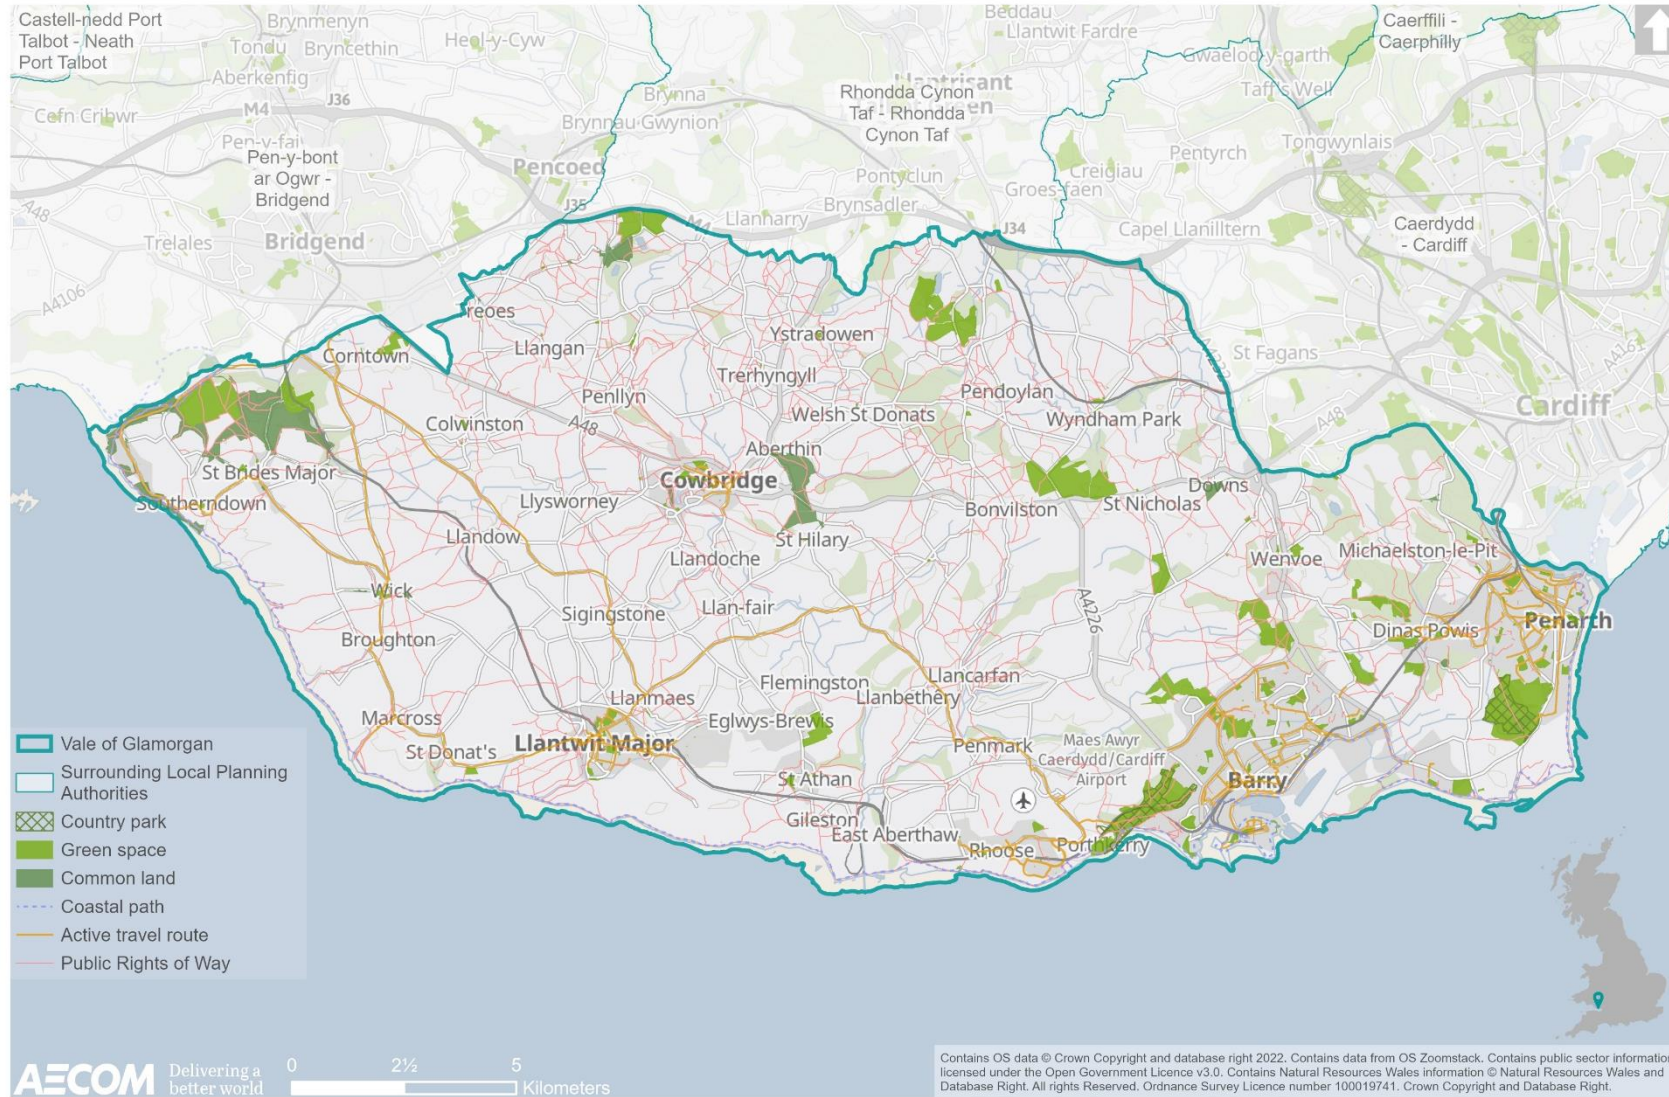 Castell-nedd Port
Talbot - Neath
Port Talbot
Brynmenyn
Tondu
Bryncethin
Heol-y-Cyw
Aberkenfig
M4
J36
Cefn Cribwr
Pen-y-fai
Pen-y-bont
ar Ogwr -
Bridgend
Bridgend
Trelales
A48
A4106
Pencoed
J35
Brynna
Brynnau Gwynion
Beddau
Llantwit Fardre
Rhondda Cynon
Taf - Rhondda
Cynon Taf
Pontyclun
Brynsadler
Llanharry
Groes-faen
Creigiau
J34
Gwaelod-y-garth
Taff's Well
Caerffili -
Caerphilly
Tongwynlais
Pentyrch
Capel Llanilltern
Caerdydd
- Cardiff
St Fagans
A4232
A48
Cardiff
Corntown
Llangan
Ystradowen
Trerhyngyll
Penllyn
Pendoylan
Colwinston
A48
Welsh St Donats
Wyndham Park
Aberthin
St Brides Major
Cowbridge
Southerndown
Llysworney
Bonvilston
St Nicholas
Downs
Llandow
St Hilary
Llandoche
Wenvoe
Michaelston-le-Pit
Wick
Sigingstone
Llan-fair
A4226
Broughton
Dinas Powis
Penarth
Llanmaes
Flemingston
Llancarfan
Llanbethery
Marcross
Eglwys-Brewis
St Donat's
Llantwit Major
Penmark
Maes Awyr
Caerdydd/Cardiff
Airport
St Athan
Barry
Gileston
East Aberthaw
Rhoose
Porthkerry
Vale of Glamorgan
Surrounding Local Planning
Authorities
Country park
Green space
Common land
Coastal path
Active travel route
Public Rights of Way
AECOM
Delivering a
better world
0 2½ 5
Kilometers
Contains OS data © Crown Copyright and database right 2022. Contains data from OS Zoomstack. Contains public sector information
licensed under the Open Government Licence v3.0. Contains Natural Resources Wales information © Natural Resources Wales and
Database Right. All rights Reserved. Ordnance Survey Licence number 100019741. Crown Copyright and Database Right.